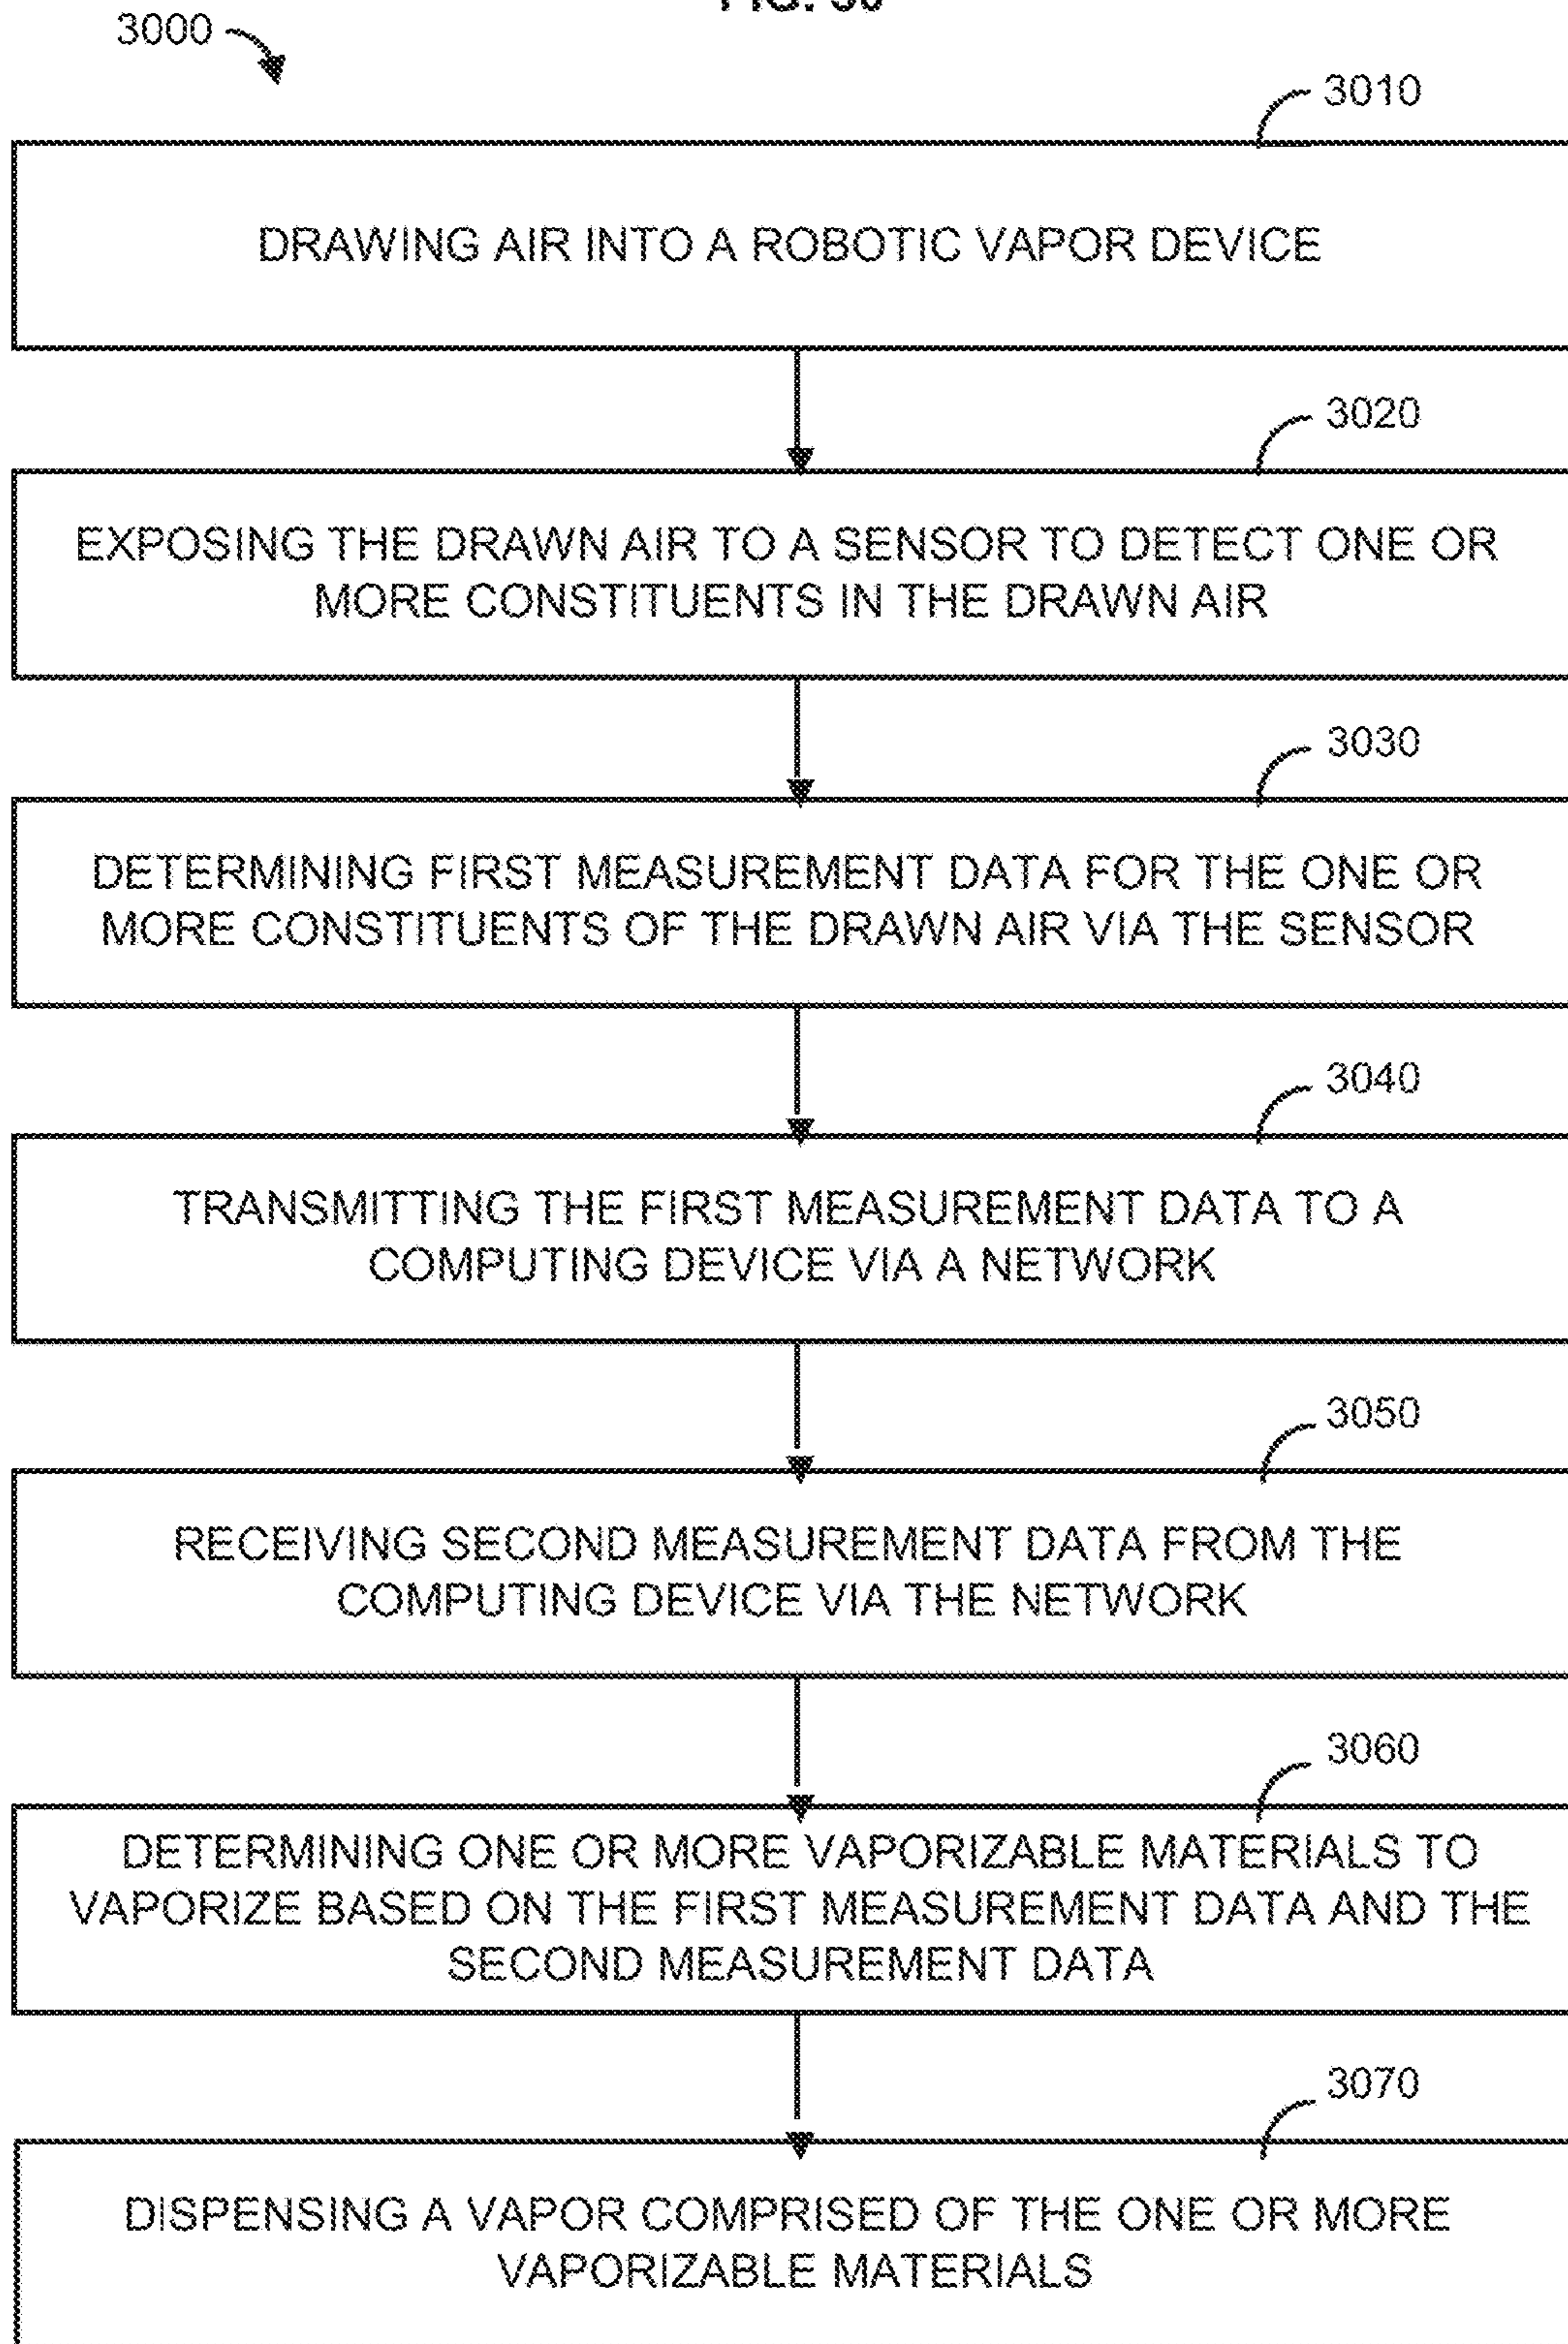 3000
3010
DRAWING AIR INTO A ROBOTIC VAPOR DEVICE
3020
EXPOSING THE DRAWN AIR TO A SENSOR TO DETECT ONE OR
MORE CONSTITUENTS IN THE DRAWN AIR
3030
DETERMINING FIRST MEASUREMENT DATA FOR THE ONE OR
MORE CONSTITUENTS OF THE DRAWN AIR VIA THE SENSOR
3040
TRANSMITTING THE FIRST MEASUREMENT DATA TO A
COMPUTING DEVICE VIA A NETWORK
3050
RECEIVING SECOND MEASUREMENT DATA FROM THE
COMPUTING DEVICE VIA THE NETWORK
3060
DETERMINING ONE OR MORE VAPORIZABLE MATERIALS TO
VAPORIZE BASED ON THE FIRST MEASUREMENT DATA AND THE
SECOND MEASUREMENT DATA
3070
DISPENSING A VAPOR COMPRISED OF THE ONE OR MORE
VAPORIZABLE MATERIALS